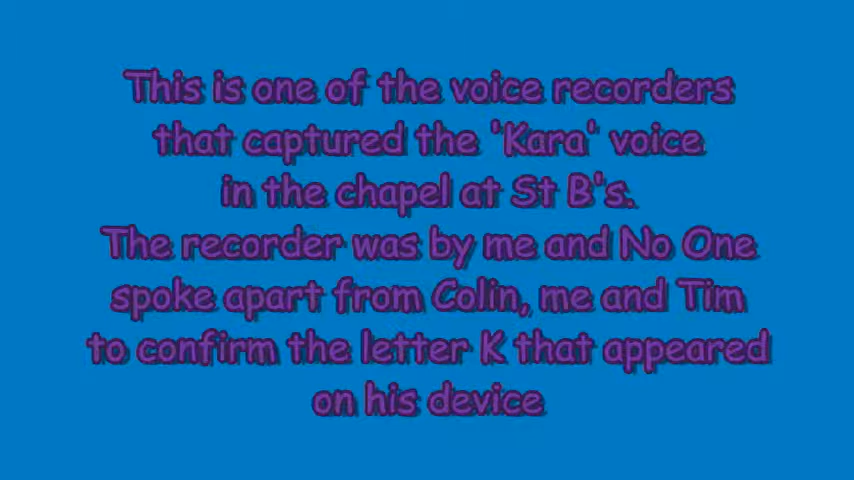 This is one of the voice recorders
that captured the 'Kara' voice
in the chapel at St B's.
The recorder was by me and No One
spoke apart from Colin, me and Tim
to confirm the letter K that appeared
on his device